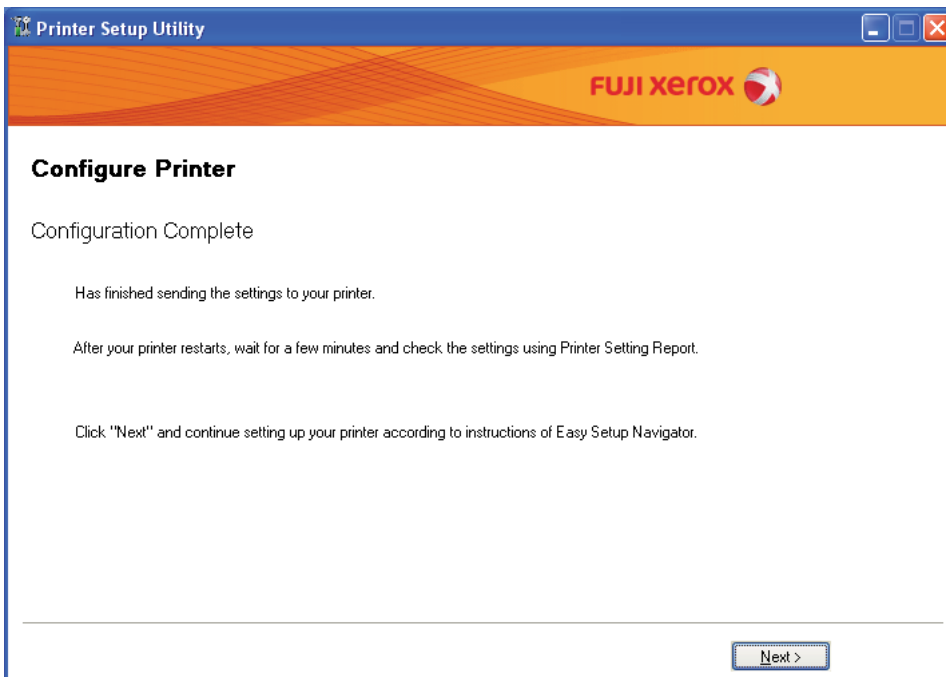 Printer Setup Utility
FUJI xerox
Configure Printer
Configuration Complete
Has finished sending the settings to your printer.
After your printer restarts, wait for a few minutes and check the settings using Printer Setting Report.
Click "Next" and continue setting up your printer according to instructions of Easy Setup Navigator.
Next >